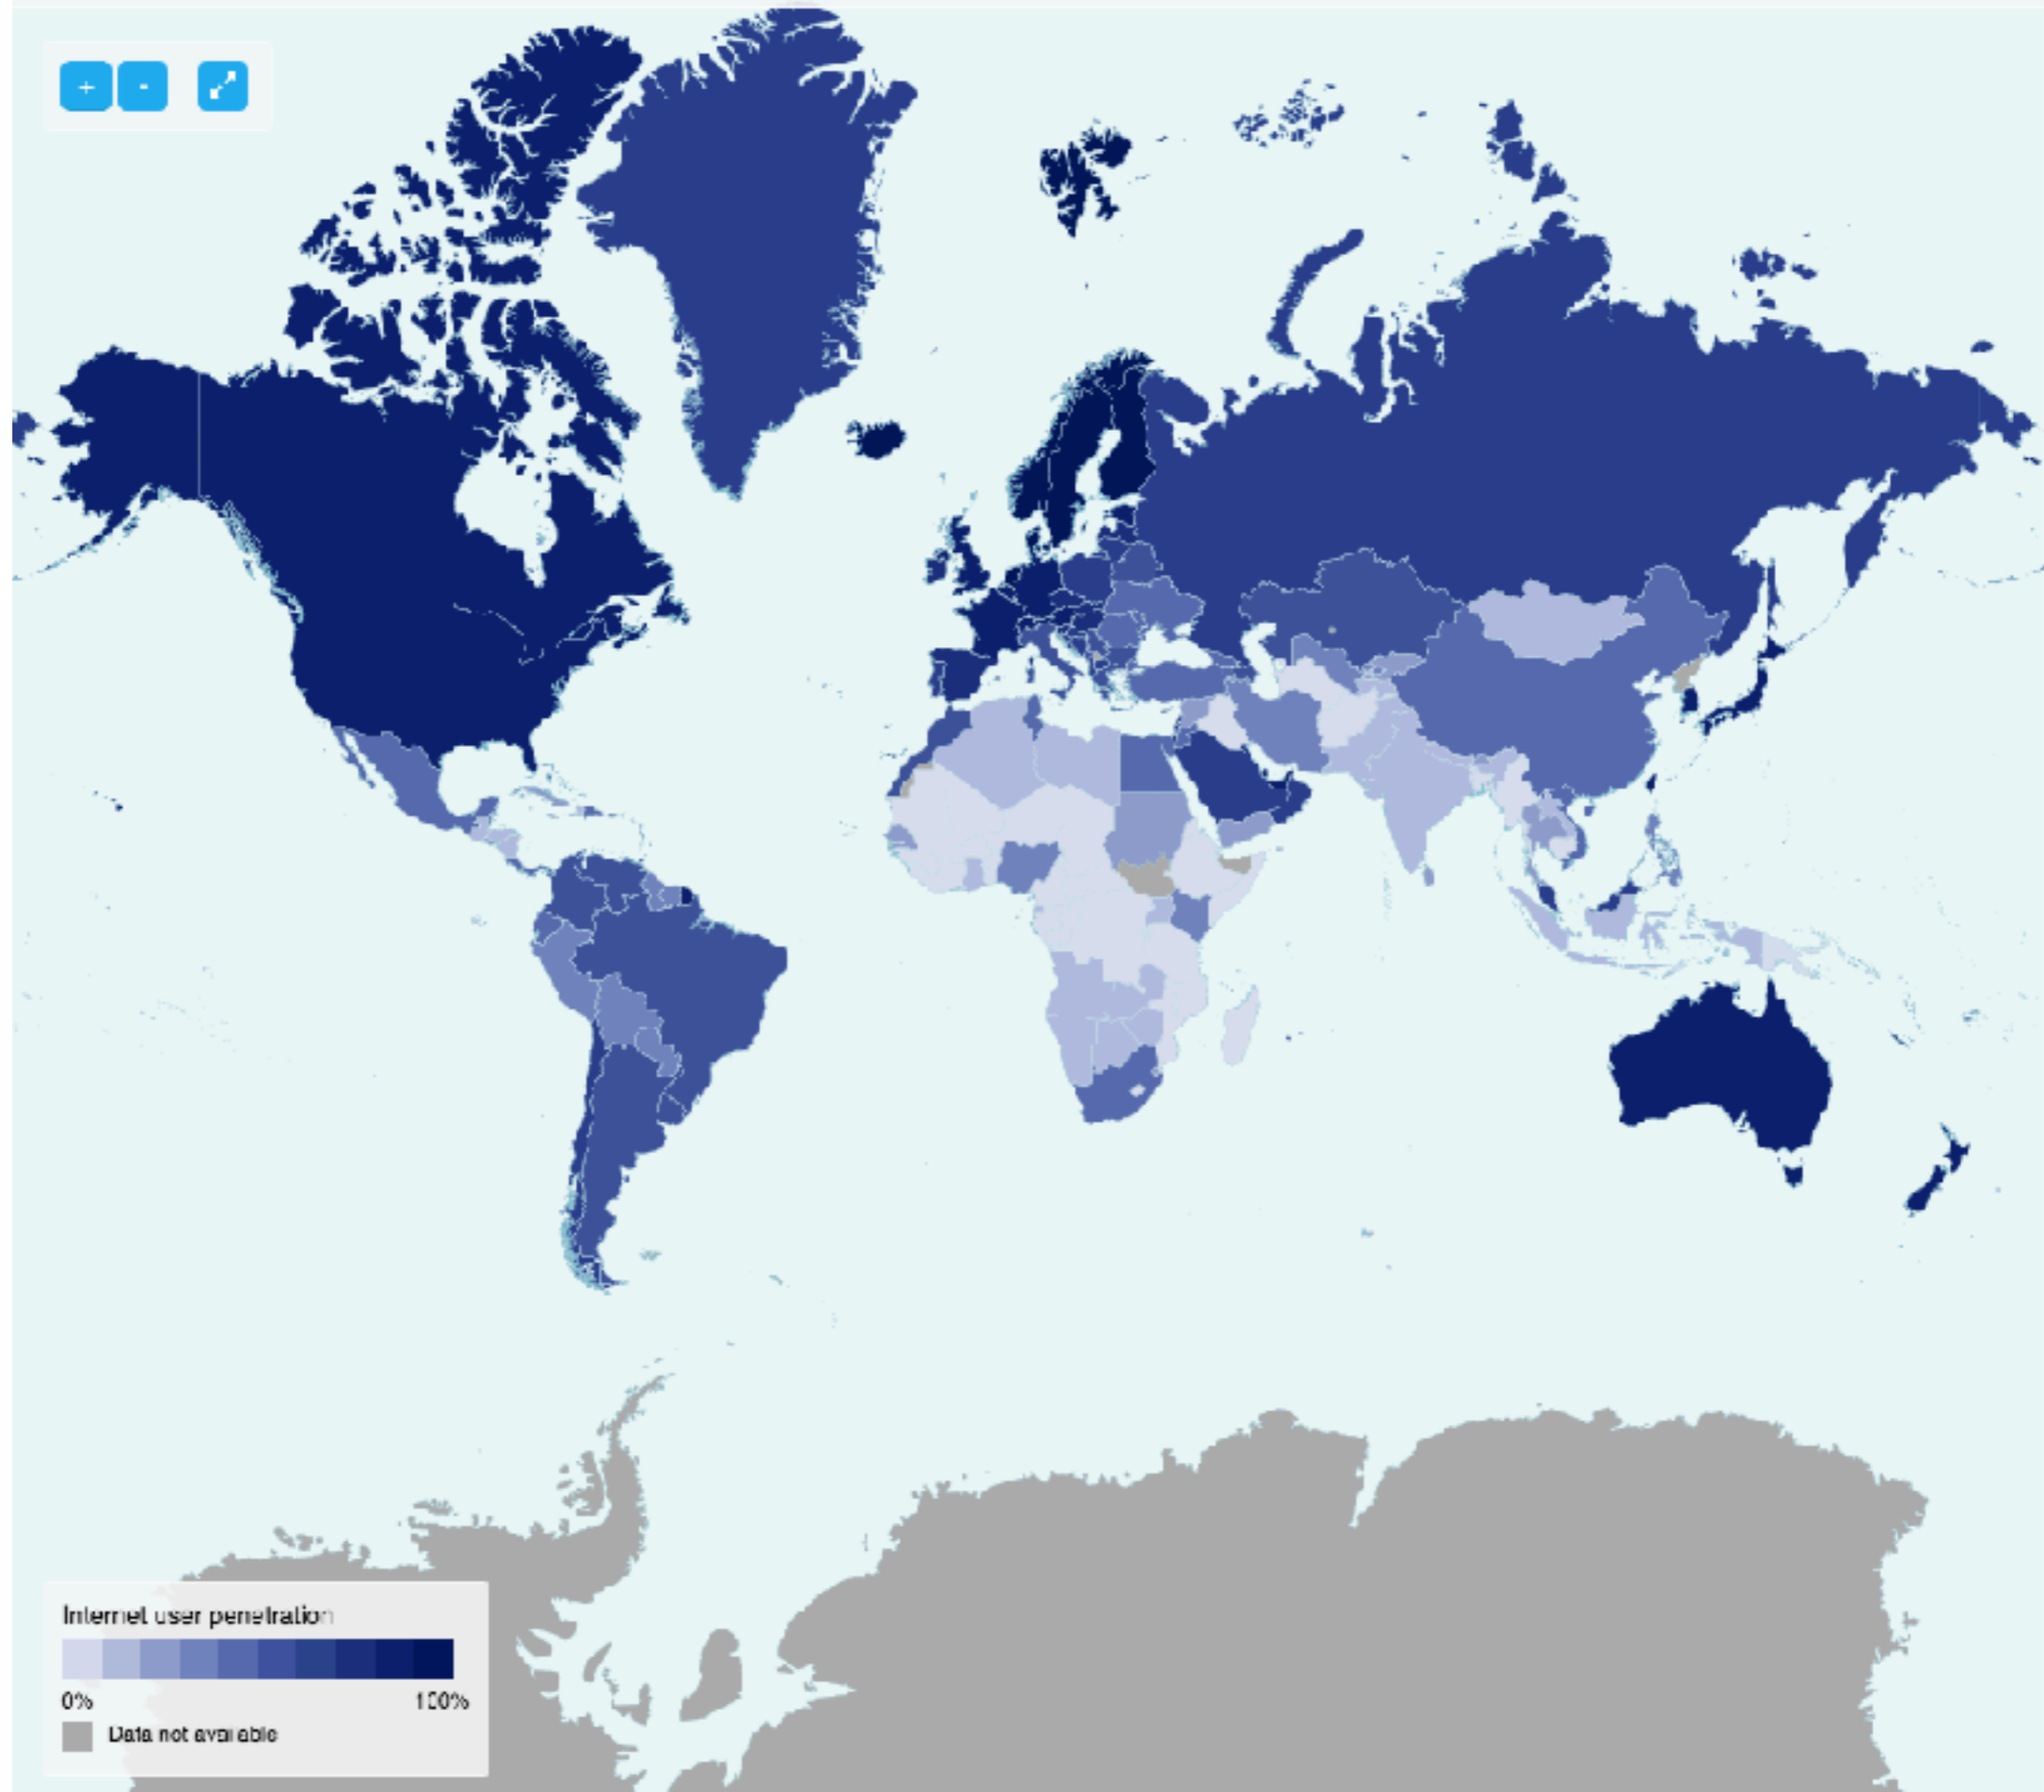 + -
Internet user penetration
0% 100%
Data not available